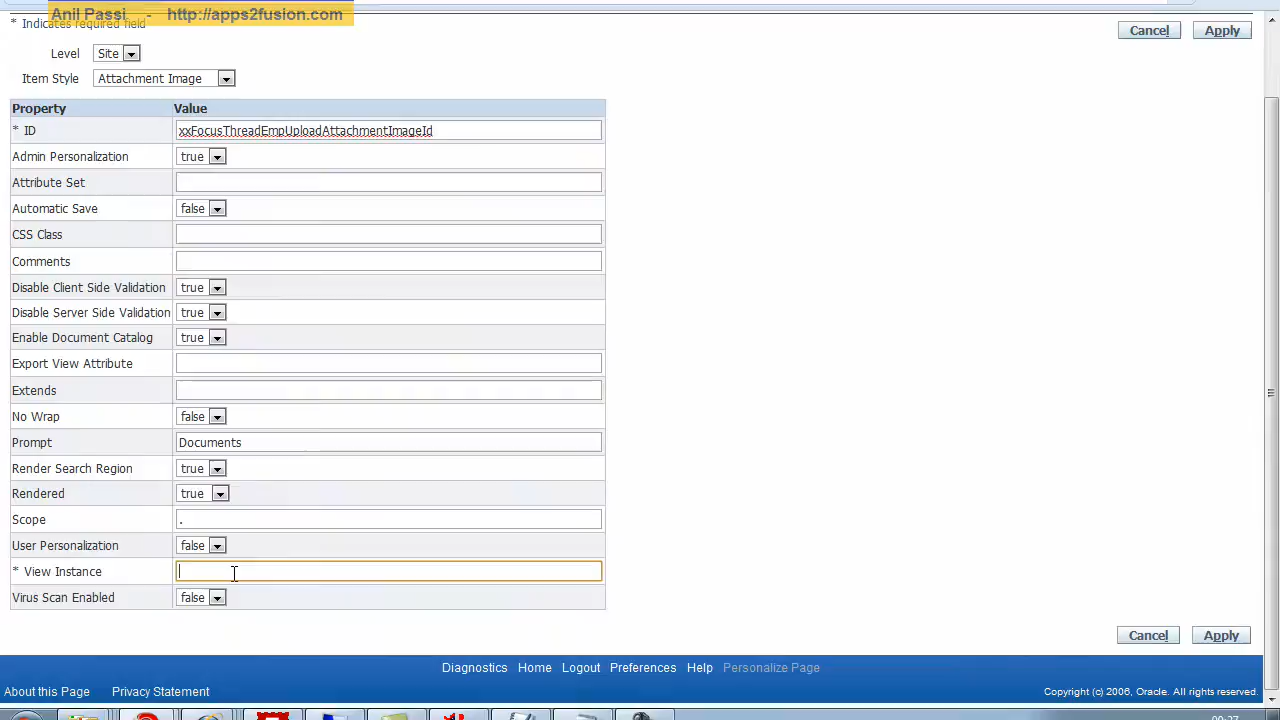 Anil Passi - http://apps2fusion.com
* Indicates required field
Cancel Apply
Level Site
Item Style Attachment Image
Property Value
* ID xxFocusThreadEmpUploadAttachmentImageId
Admin Personalization true
Attribute Set
Automatic Save false
CSS Class
Comments
Disable Client Side Validation true
Disable Server Side Validation true
Enable Document Catalog true
Export View Attribute
Extends
No Wrap false
Prompt Documents
Render Search Region true
Rendered true
Scope .
User Personalization false
* View Instance
Virus Scan Enabled false
Cancel Apply
Diagnostics Home Logout Preferences Help Personalize Page
About this Page Privacy Statement Copyright (c) 2006, Oracle. All rights reserved.